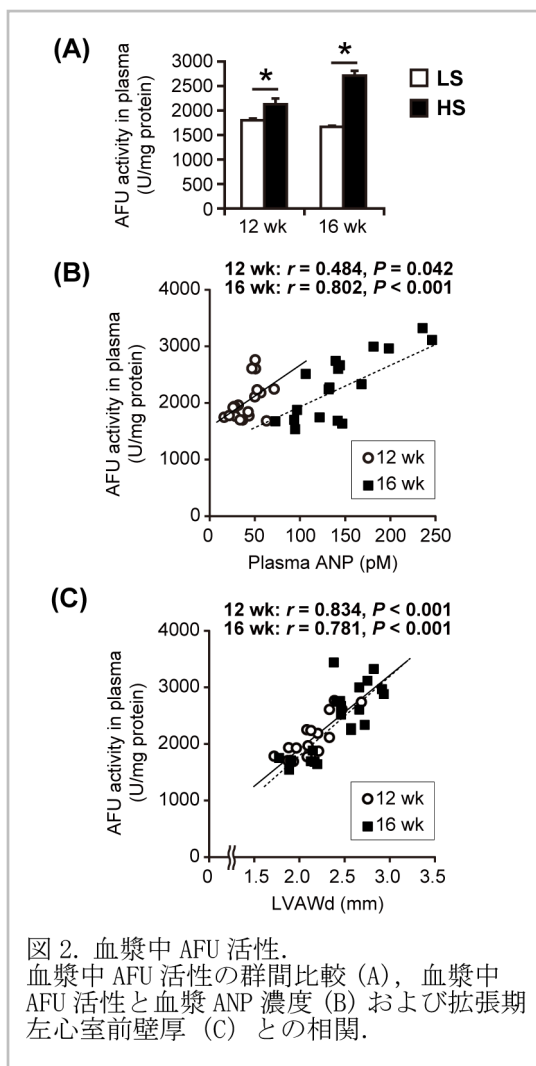 (A)
3000
2500
2000
1500
1000
500
0
AFU activity in plasma
(U/mg protein)
*
*
LS
HS
12 wk
16 wk
(B)
12 wk: r = 0.484, P = 0.042
16 wk: r = 0.802, P < 0.001
4000
3000
2000
1000
0
AFU activity in plasma
(U/mg protein)
12 wk
16 wk
0 50 100 150 200 250
Plasma ANP (pM)
(C)
12 wk: r = 0.834, P < 0.001
16 wk: r = 0.781, P < 0.001
4000
3000
2000
1000
0
AFU activity in plasma
(U/mg protein)
12 wk
16 wk
0 1.5 2.0 2.5 3.0 3.5
LVAWd (mm)
図 2. 血漿中 AFU 活性.
血漿中 AFU 活性の群間比較 (A), 血漿中
AFU 活性と血漿 ANP 濃度 (B) および拡張期
左心室前壁厚 (C) との相関.